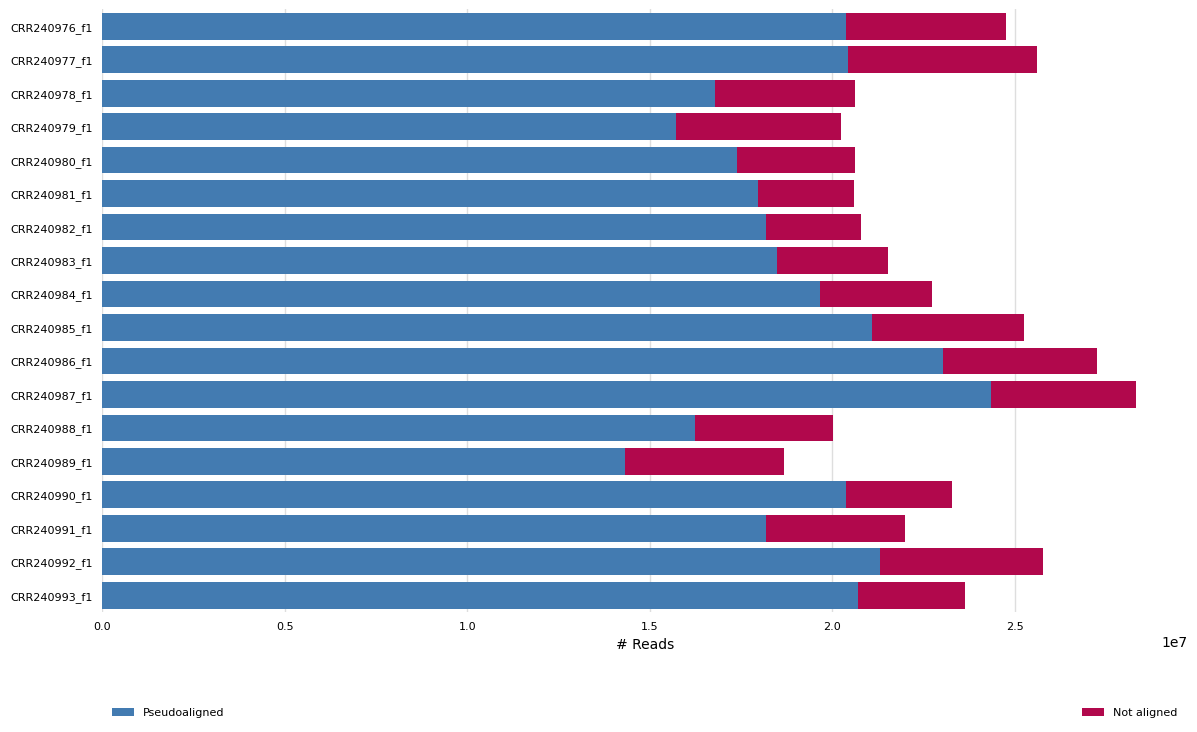 CRR240976_f1
CRR240977_f1
CRR240978_f1
CRR240979_f1
CRR240980_f1
CRR240981_f1
CRR240982_f1
CRR240983_f1
CRR240984_f1
CRR240985_f1
CRR240986_f1
CRR240987_f1
CRR240988_f1
CRR240989_f1
CRR240990_f1
CRR240991_f1
CRR240992_f1
CRR240993_f1
0.0 0.5 1.0 1.5 2.0 2.5
# Reads
1e7
Pseudoaligned Not aligned